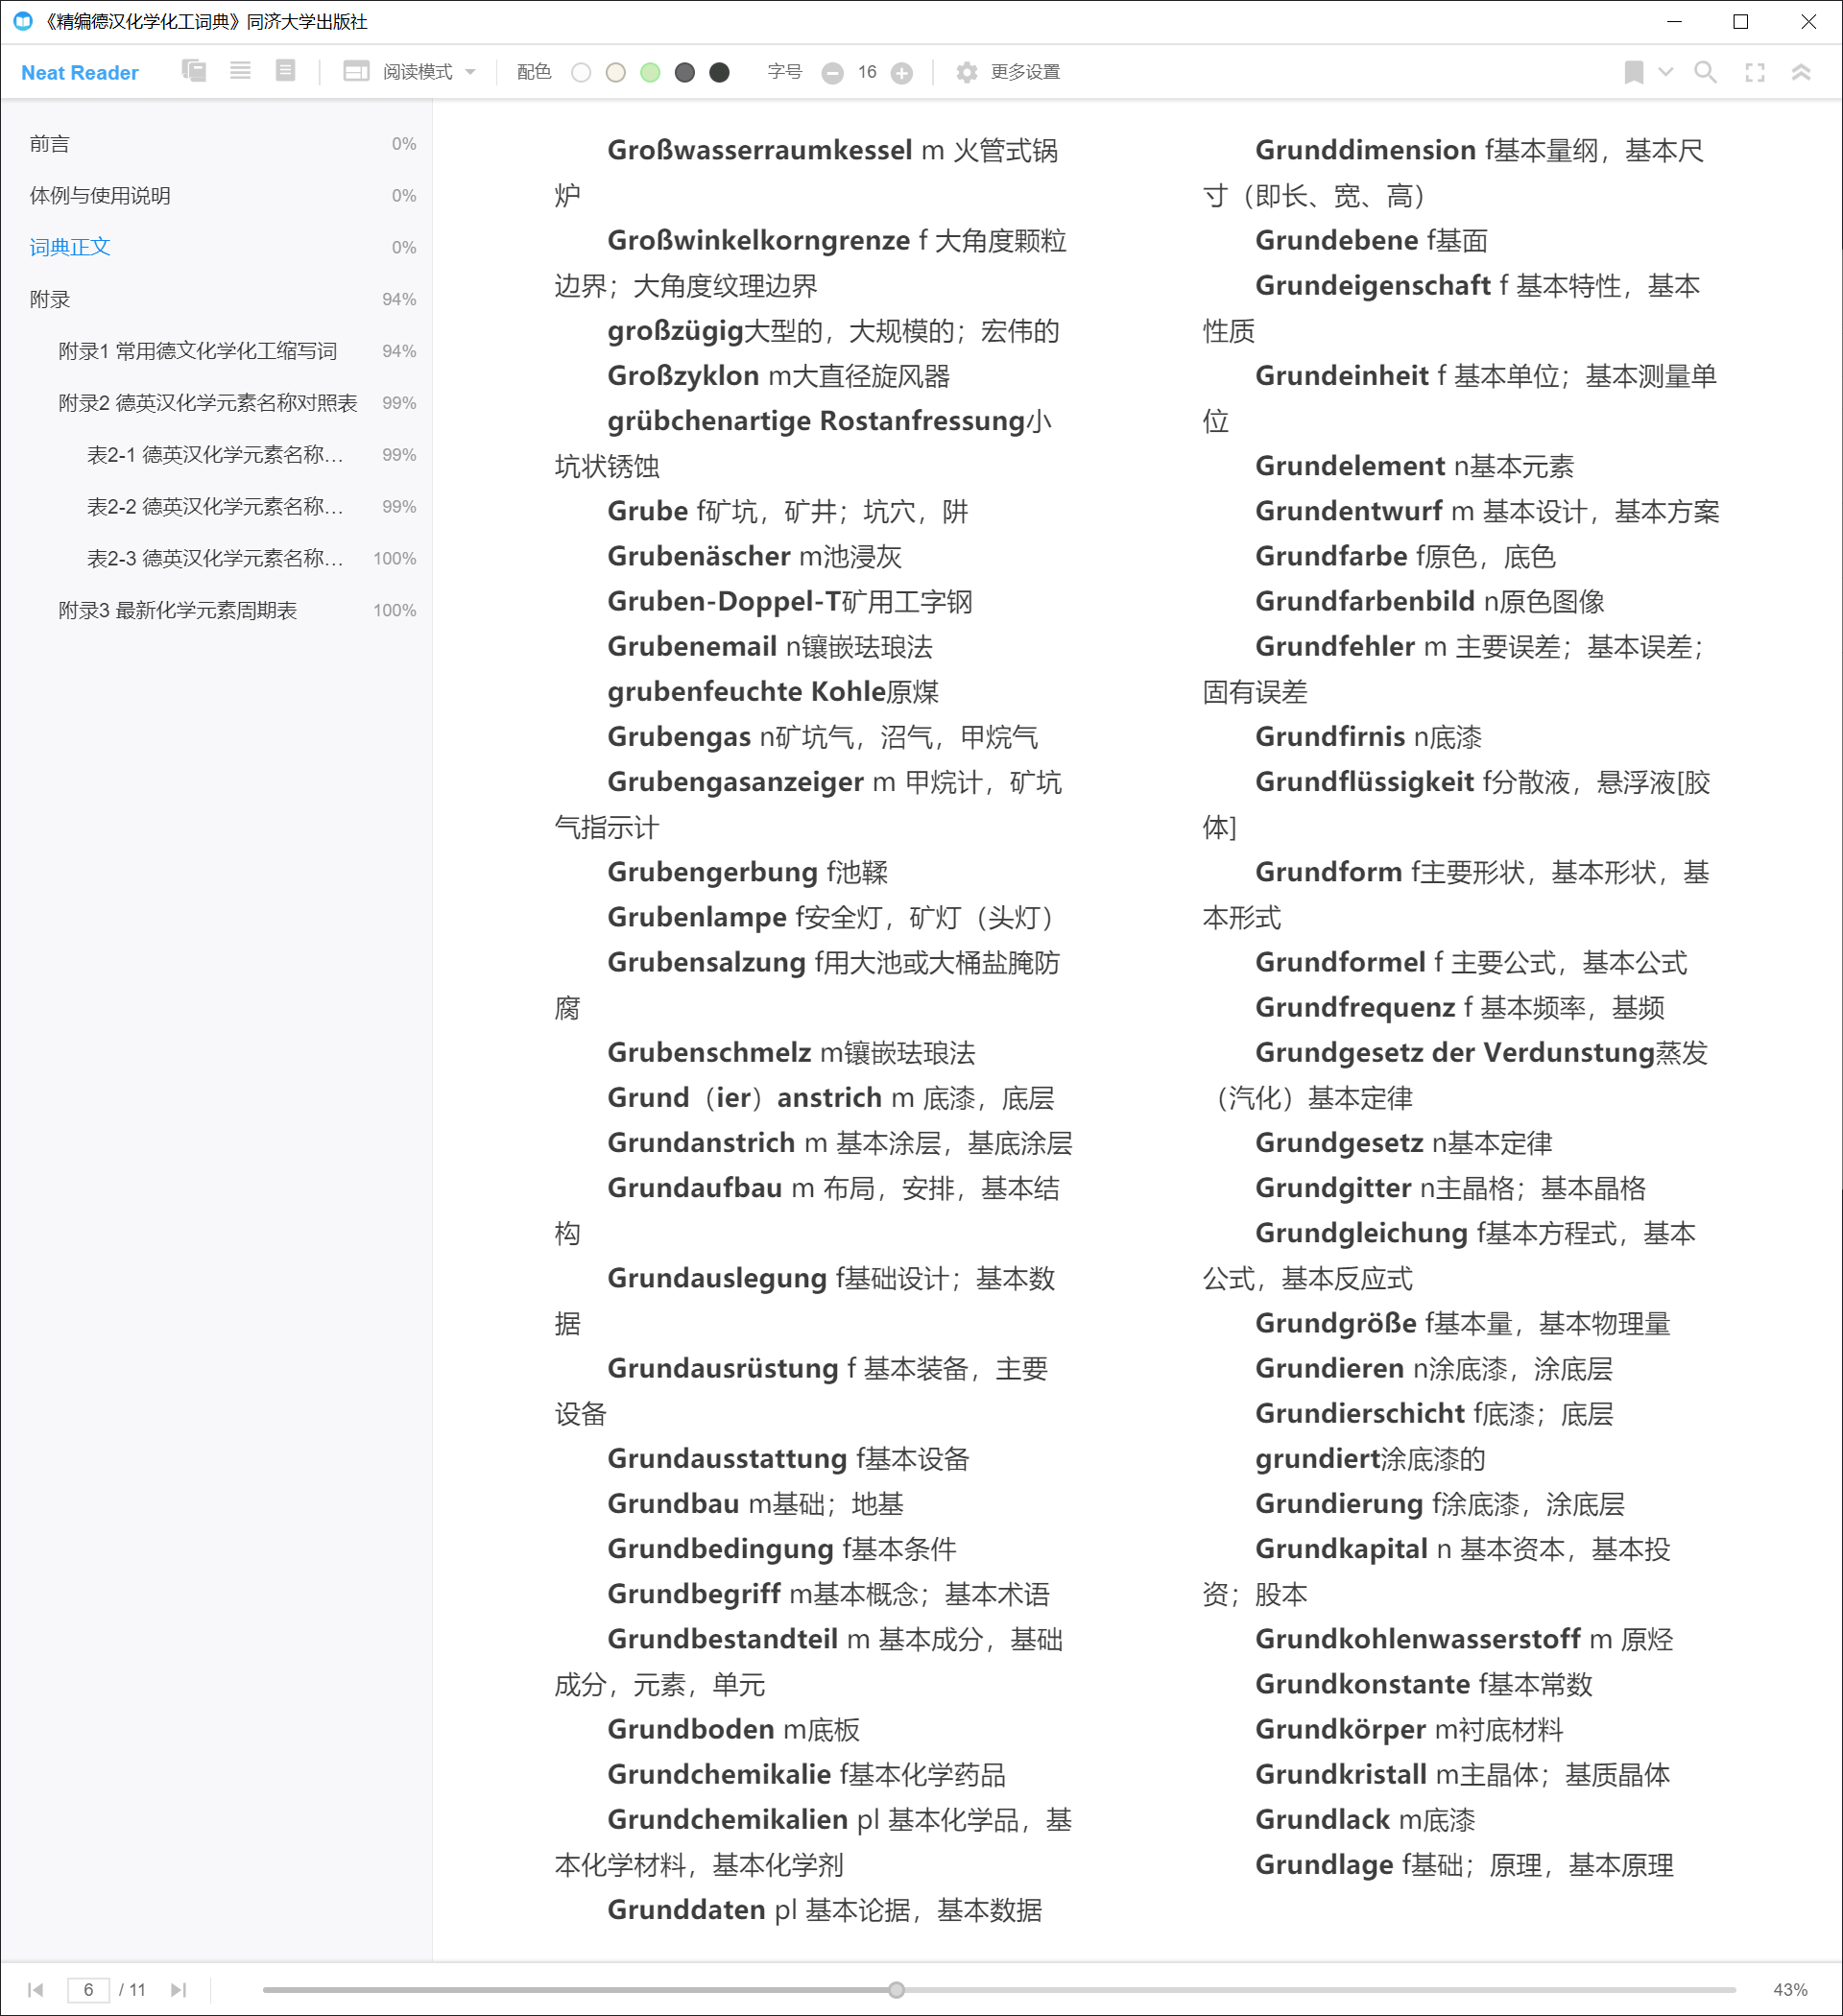 《精编德汉化学化工词典》同济大学出版社
Neat Reader 阅读模式 配色 字号 16 更多设置
前言 0%
体例与使用说明 0%
词典正文 0%
附录 94%
附录1 常用德文化学化工缩写词 94%
附录2 德英汉化学元素名称对照表 99%
表2-1 德英汉化学元素名称… 99%
表2-2 德英汉化学元素名称… 99%
表2-3 德英汉化学元素名称… 100%
附录3 最新化学元素周期表 100%
Großwasserraumkessel m 火管式锅
炉
Großwinkelkorngrenze f 大角度颗粒
边界；大角度纹理边界
großzügig大型的，大规模的；宏伟的
Großzyklon m大直径旋风器
grübchenartige Rostanfressung小
坑状锈蚀
Grube f矿坑，矿井；坑穴，阱
Grubenäscher m池浸灰
Gruben-Doppel-T矿用工字钢
Grubenemail n镶嵌珐琅法
grubenfeuchte Kohle原煤
Grubengas n矿坑气，沼气，甲烷气
Grubengasanzeiger m 甲烷计，矿坑
气指示计
Grubengerbung f池鞣
Grubenlampe f安全灯，矿灯（头灯）
Grubensalzung f用大池或大桶盐腌防
腐
Grubenschmelz m镶嵌珐琅法
Grund（ier）anstrich m 底漆，底层
Grundanstrich m 基本涂层，基底涂层
Grundaufbau m 布局，安排，基本结
构
Grundauslegung f基础设计；基本数
据
Grundausrüstung f 基本装备，主要
设备
Grundausstattung f基本设备
Grundbau m基础；地基
Grundbedingung f基本条件
Grundbegriff m基本概念；基本术语
Grundbestandteil m 基本成分，基础
成分，元素，单元
Grundboden m底板
Grundchemikalie f基本化学药品
Grundchemikalien pl 基本化学品，基
本化学材料，基本化学剂
Grunddaten pl 基本论据，基本数据
Grunddimension f基本量纲，基本尺
寸（即长、宽、高）
Grundebene f基面
Grundeigenschaft f 基本特性，基本
性质
Grundeinheit f 基本单位；基本测量单
位
Grundelement n基本元素
Grundentwurf m 基本设计，基本方案
Grundfarbe f原色，底色
Grundfarbenbild n原色图像
Grundfehler m 主要误差；基本误差；
固有误差
Grundfirnis n底漆
Grundflüssigkeit f分散液，悬浮液[胶
体]
Grundform f主要形状，基本形状，基
本形式
Grundformel f 主要公式，基本公式
Grundfrequenz f 基本频率，基频
Grundgesetz der Verdunstung蒸发
（汽化）基本定律
Grundgesetz n基本定律
Grundgitter n主晶格；基本晶格
Grundgleichung f基本方程式，基本
公式，基本反应式
Grundgröße f基本量，基本物理量
Grundieren n涂底漆，涂底层
Grundierschicht f底漆；底层
grundiert涂底漆的
Grundierung f涂底漆，涂底层
Grundkapital n 基本资本，基本投
资；股本
Grundkohlenwasserstoff m 原烃
Grundkonstante f基本常数
Grundkörper m衬底材料
Grundkristall m主晶体；基质晶体
Grundlack m底漆
Grundlage f基础；原理，基本原理
6 / 11 43%